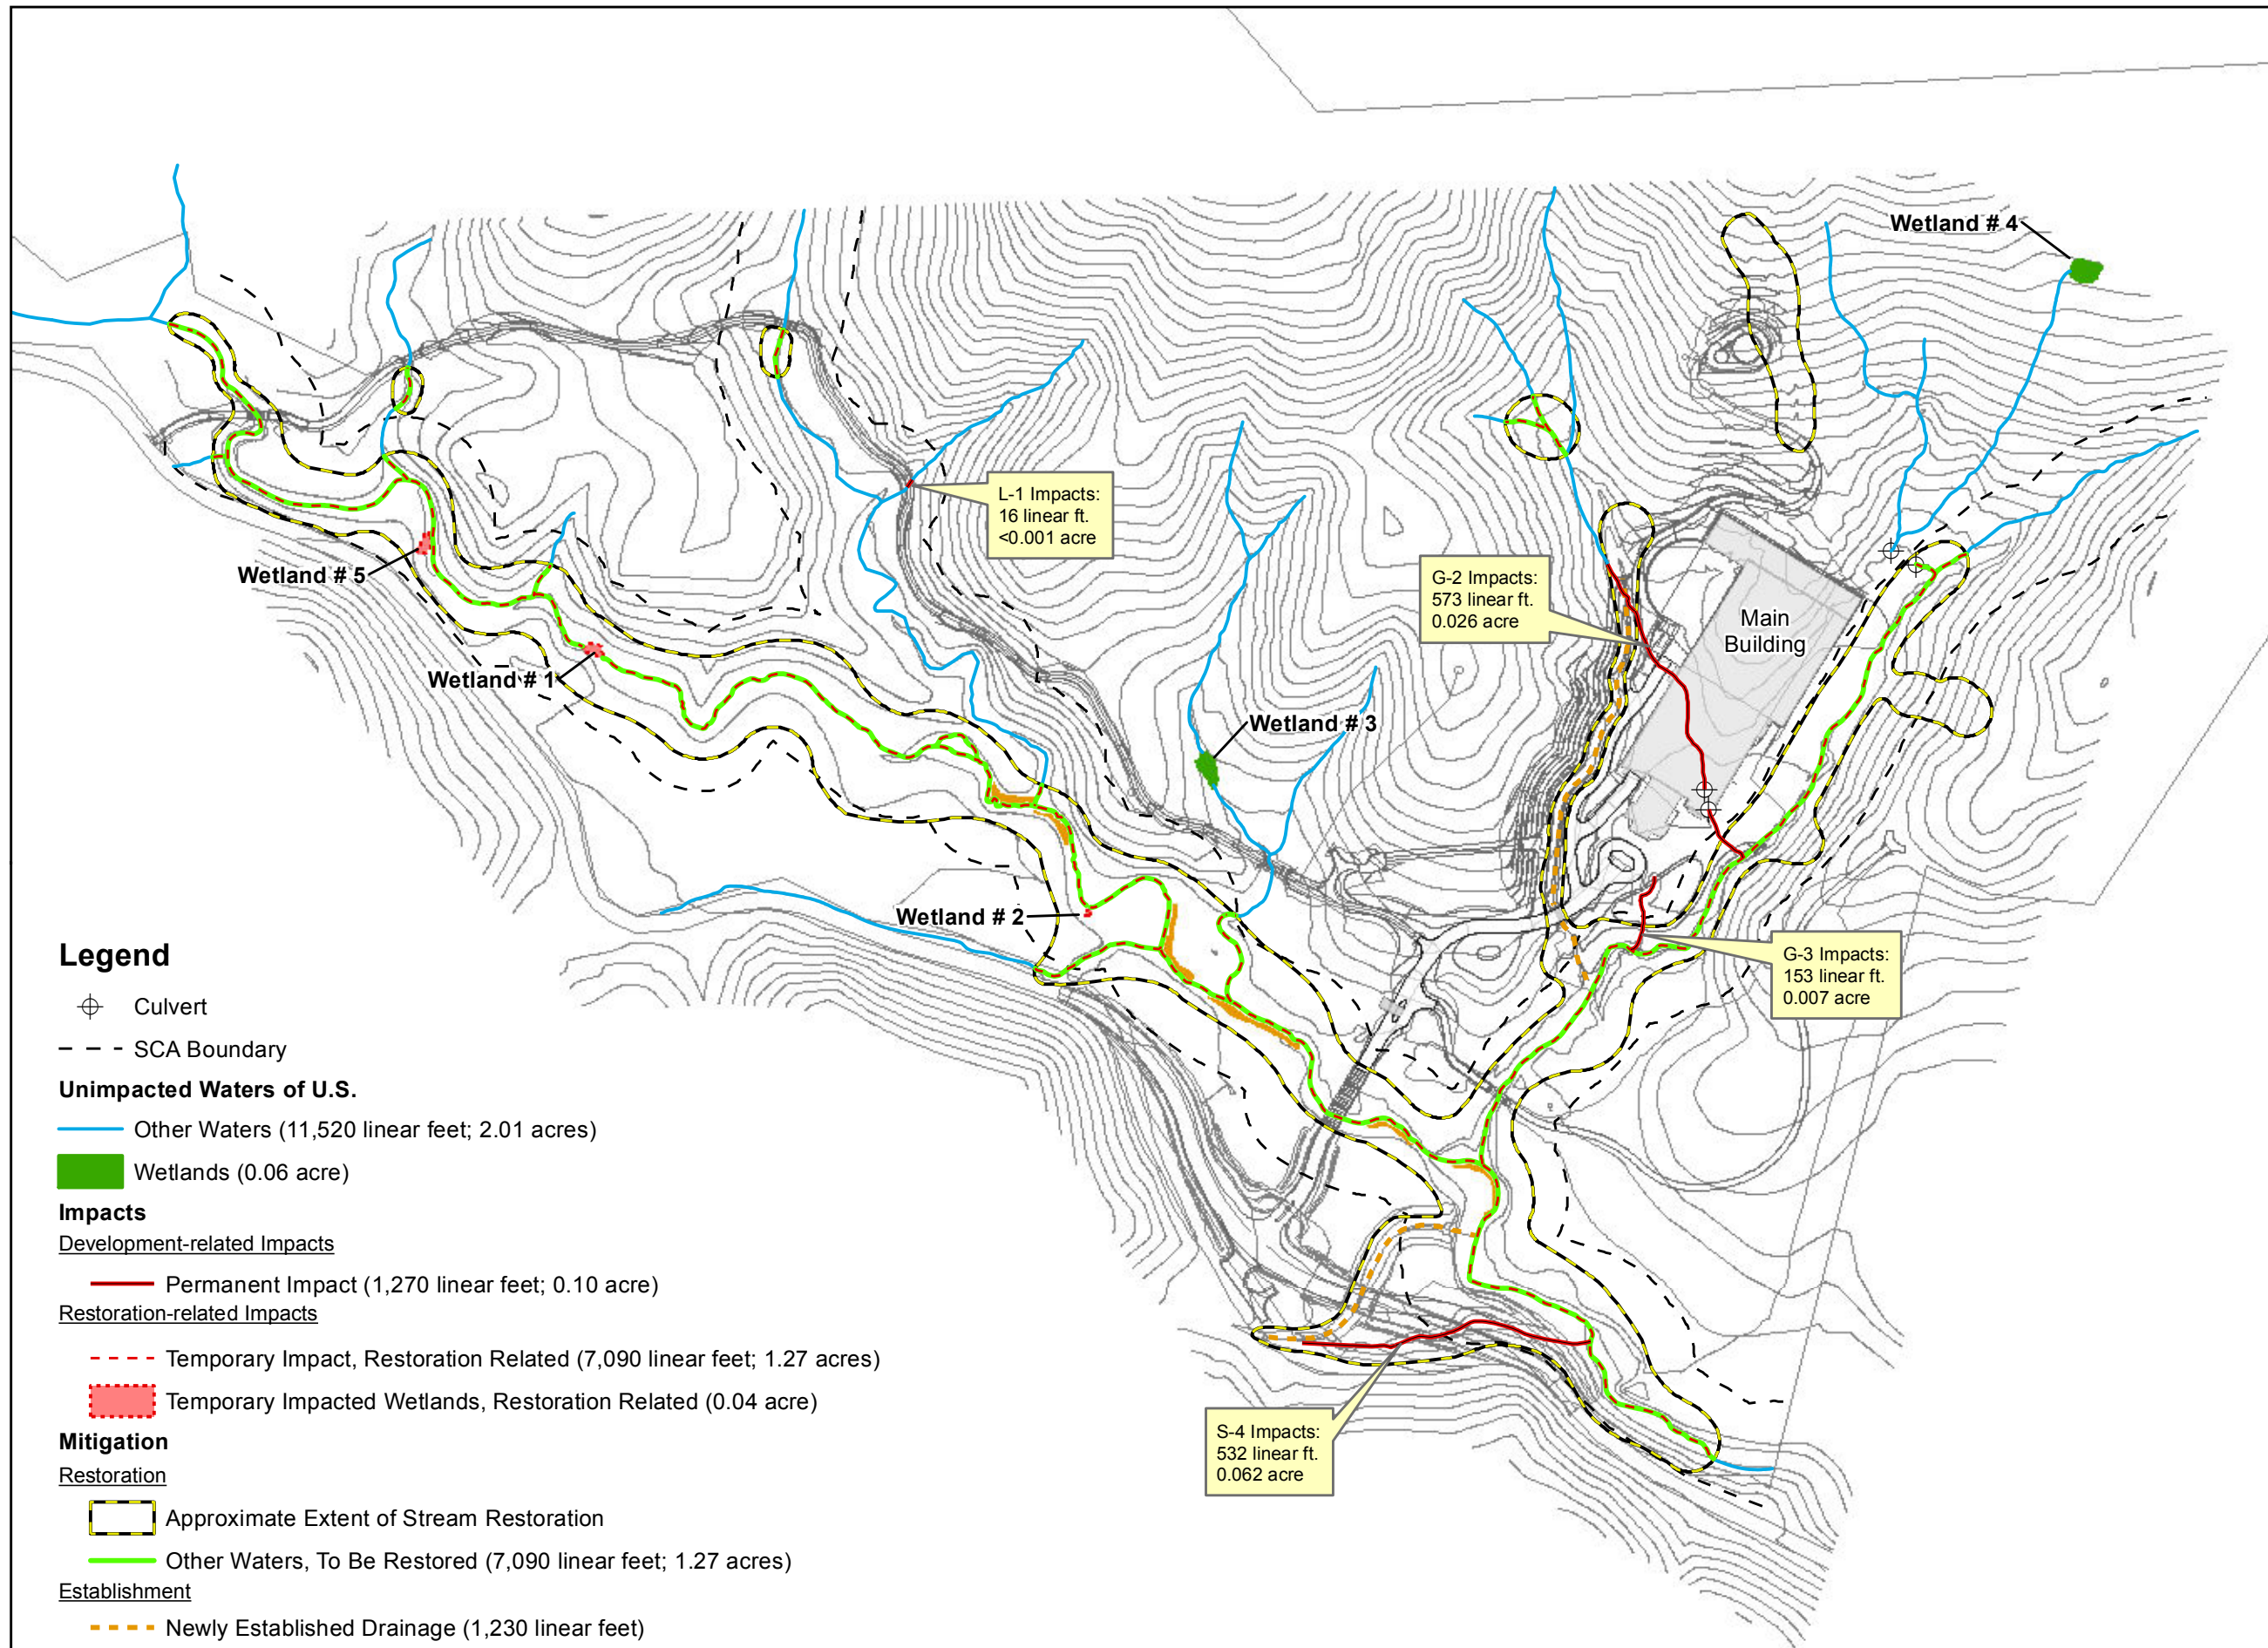 Wetland # 4
L-1 Impacts:
16 linear ft.
<0.001 acre
Wetland # 5
G-2 Impacts:
573 linear ft.
0.026 acre
Main
Building
Wetland # 1
Wetland # 3
Wetland # 2
G-3 Impacts:
153 linear ft.
0.007 acre
S-4 Impacts:
532 linear ft.
0.062 acre
Legend
Culvert
SCA Boundary
Unimpacted Waters of U.S.
Other Waters (11,520 linear feet; 2.01 acres)
Wetlands (0.06 acre)
Impacts
Development-related Impacts
Permanent Impact (1,270 linear feet; 0.10 acre)
Restoration-related Impacts
Temporary Impact, Restoration Related (7,090 linear feet; 1.27 acres)
Temporary Impacted Wetlands, Restoration Related (0.04 acre)
Mitigation
Restoration
Approximate Extent of Stream Restoration
Other Waters, To Be Restored (7,090 linear feet; 1.27 acres)
Establishment
Newly Established Drainage (1,230 linear feet)